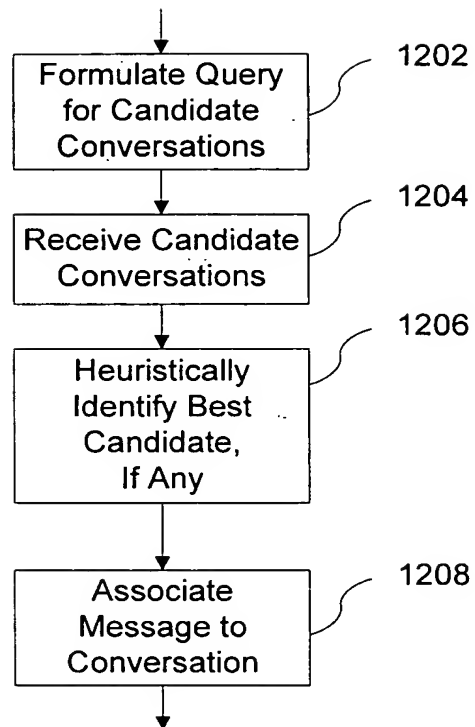 1202
Formulate Query
for Candidate
Conversations
1204
Receive Candidate
Conversations
1206
Heuristically
Identify Best
Candidate,
If Any
1208
Associate
Message to
Conversation